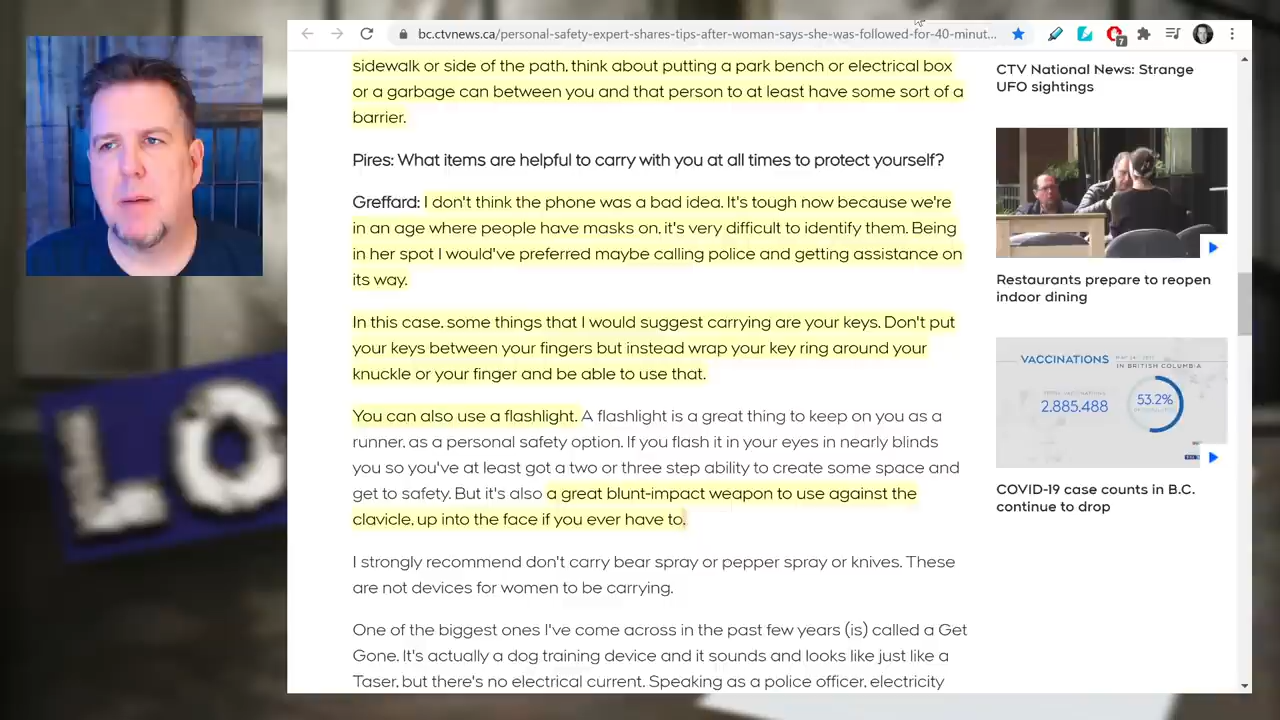 bc.ctvnews.ca/personal-safety-expert-shares-tips-after-woman-says-she-was-followed-for-40-minut...
7
sidewalk or side of the path, think about putting a park bench or electrical box
or a garbage can between you and that person to at least have some sort of a
barrier.
Pires: What items are helpful to carry with you at all times to protect yourself?
Greffard: I don't think the phone was a bad idea. It's tough now because we're
in an age where people have masks on, it's very difficult to identify them. Being
in her spot I would've preferred maybe calling police and getting assistance on
its way.
In this case, some things that I would suggest carrying are your keys. Don't put
your keys between your fingers but instead wrap your key ring around your
knuckle or your finger and be able to use that.
You can also use a flashlight. A flashlight is a great thing to keep on you as a
runner, as a personal safety option. If you flash it in your eyes in nearly blinds
you so you've at least got a two or three step ability to create some space and
get to safety. But it's also a great blunt-impact weapon to use against the
clavicle, up into the face if you ever have to.
I strongly recommend don't carry bear spray or pepper spray or knives. These
are not devices for women to be carrying.
One of the biggest ones I've come across in the past few years (is) called a Get
Gone. It's actually a dog training device and it sounds and looks like just like a
Taser, but there's no electrical current. Speaking as a police officer, electricity
CTV National News: Strange
UFO sightings
Restaurants prepare to reopen
indoor dining
VACCINATIONS
IN BRITISH COLUMBIA
2,885,488
53.2%
COVID-19 case counts in B.C.
continue to drop
LO